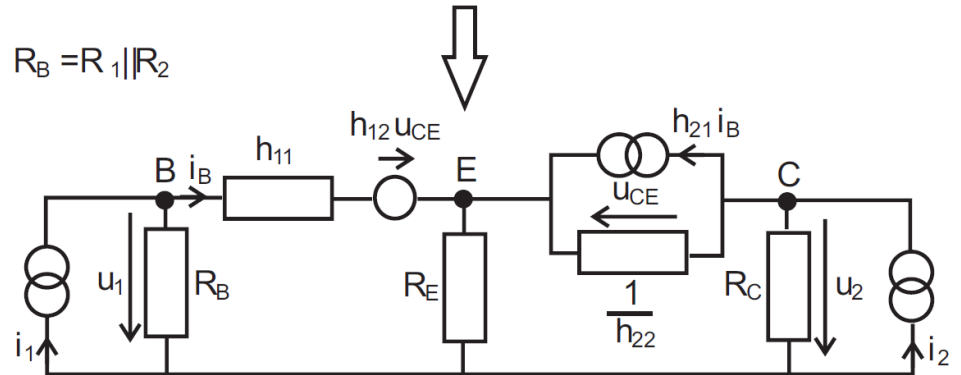 R_B = R_1||R_2
h_12 u_CE
h_21 i_B
h_11
B
i_B
E
u_CE
C
u_1
R_B
R_E
1/h_22
R_C
u_2
i_1
i_2